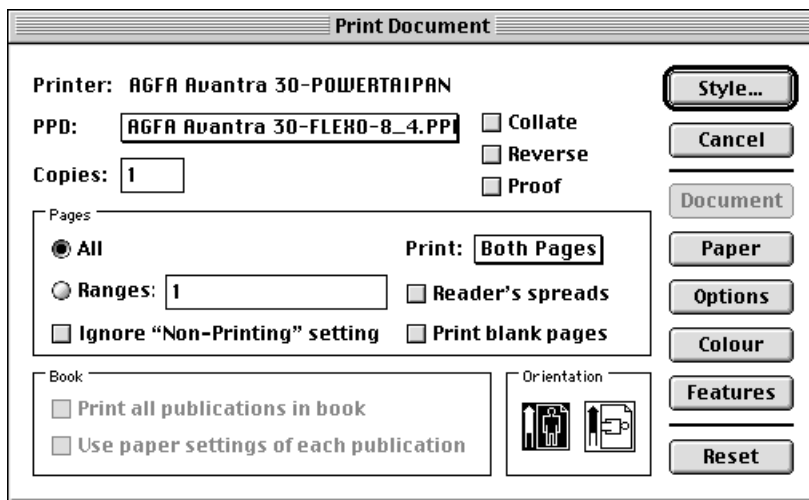 Print Document
Printer: AGFA Avantra 30-POWERTAIPAN
PPD: AGFA Avantra 30-FLEXO-8_4.PPI
Copies: 1
Collate
Reverse
Proof
Pages
All
Print: Both Pages
Ranges: 1
Reader's spreads
Ignore “Non-Printing” setting
Print blank pages
Book
Print all publications in book
Use paper settings of each publication
Orientation
Style...
Cancel
Document
Paper
Options
Colour
Features
Reset